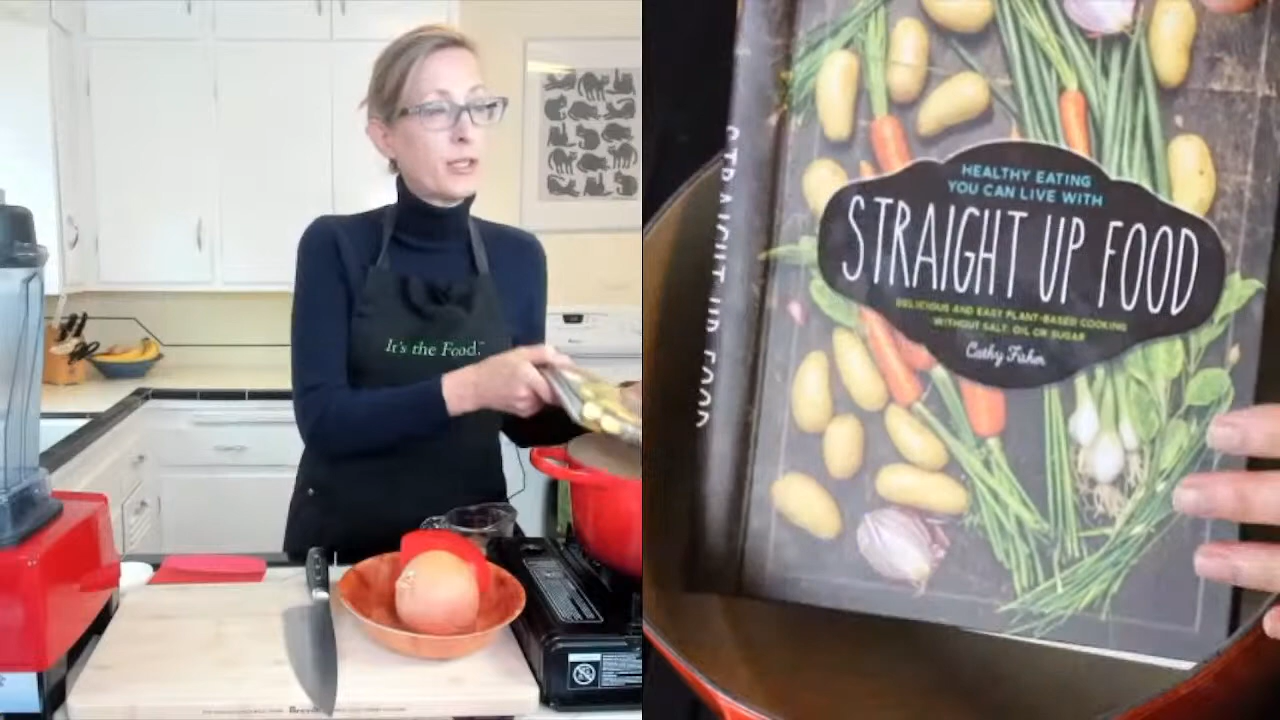 It's the Food.™
STRAIGHT UP FOOD
HEALTHY EATING
YOU CAN LIVE WITH
STRAIGHT UP FOOD
DELICIOUS AND EASY PLANT-BASED COOKING
WITHOUT SALT, OIL OR SUGAR
Cathy Fisher